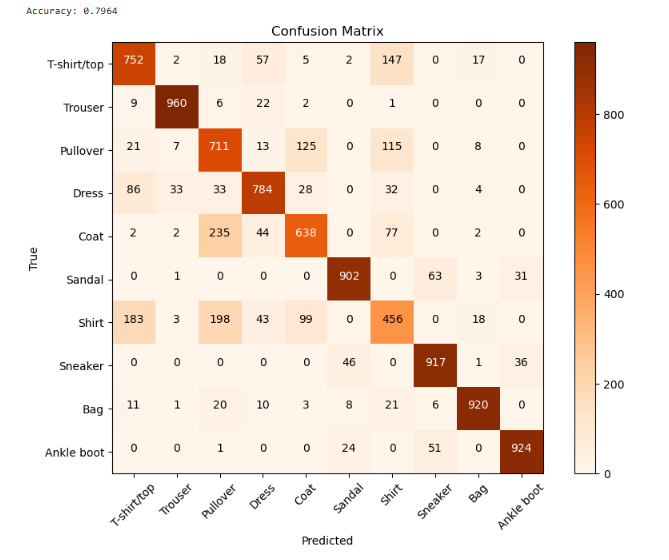 Accuracy: 0.7964
Confusion Matrix
True
T-shirt/top 752 2 18 57 5 2 147 0 17 0
Trouser 9 960 6 22 2 0 1 0 0 0
Pullover 21 7 711 13 125 0 115 0 8 0
Dress 86 33 33 784 28 0 32 0 4 0
Coat 2 2 235 44 638 0 77 0 2 0
Sandal 0 1 0 0 0 902 0 63 3 31
Shirt 183 3 198 43 99 0 456 0 18 0
Sneaker 0 0 0 0 0 46 0 917 1 36
Bag 11 1 20 10 3 8 21 6 920 0
Ankle boot 0 0 1 0 0 24 0 51 0 924
T-shirt/top Trouser Pullover Dress Coat Sandal Shirt Sneaker Bag Ankle boot
Predicted
800
600
400
200
0